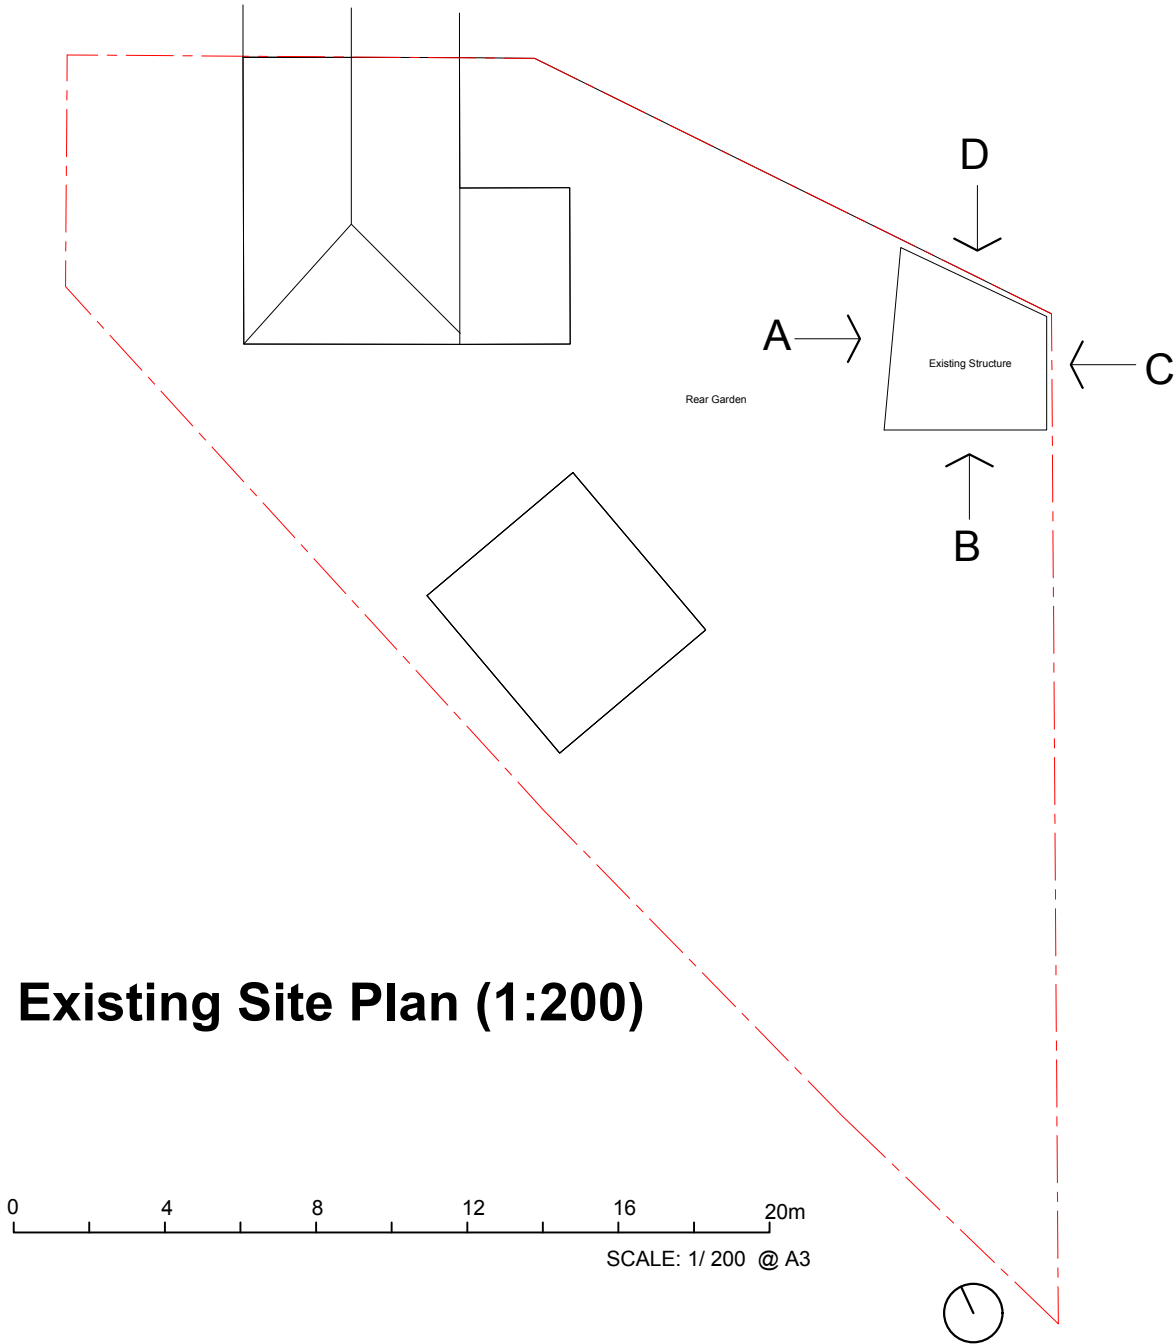 D
A
Existing Structure
C
Rear Garden
B
Existing Site Plan (1:200)
0 4 8 12 16 20m
SCALE: 1/ 200 @ A3